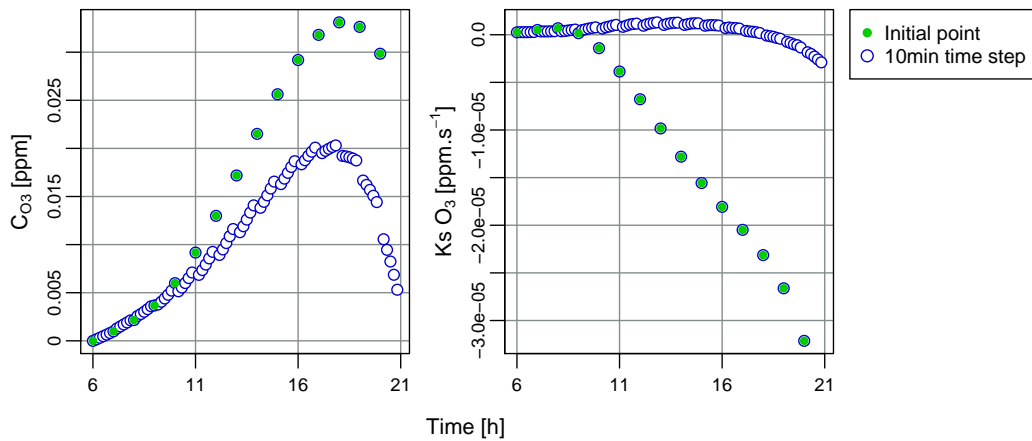 C_O3 [ppm]
0.025
0.015
0.005
0
6 11 16 21
Ks O_3 [ppm.s^−1]
0.0
−1.0e−05
−2.0e−05
−3.0e−05
6 11 16 21
Time [h]
Initial point
10min time step